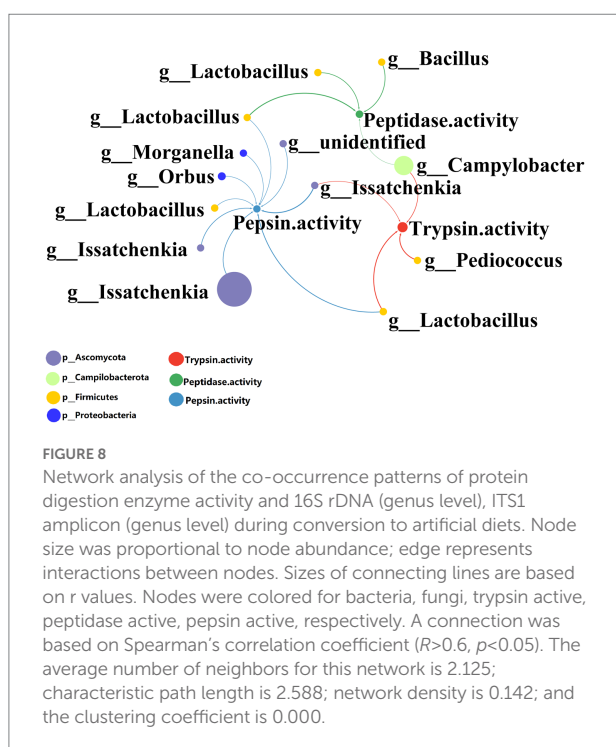 g__Bacillus
g__Lactobacillus
g__Lactobacillus
Peptidase.activity
g__unidentified
g__Morganella
g__Campylobacter
g__Orbus
g__Issatchenkia
g__Lactobacillus
Pepsin.activity
Trypsin.activity
g__Issatchenkia
g__Pediococcus
g__Issatchenkia
g__Lactobacillus
p__Ascomycota
Trypsin.activity
p__Campilobacterota
Peptidase.activity
p__Firmicutes
Pepsin.activity
p__Proteobacteria
FIGURE 8
Network analysis of the co-occurrence patterns of protein
digestion enzyme activity and 16S rDNA (genus level), ITS1
amplicon (genus level) during conversion to artificial diets. Node
size was proportional to node abundance; edge represents
interactions between nodes. Sizes of connecting lines are based
on r values. Nodes were colored for bacteria, fungi, trypsin active,
peptidase active, pepsin active, respectively. A connection was
based on Spearman's correlation coefficient (R>0.6, p<0.05). The
average number of neighbors for this network is 2.125;
characteristic path length is 2.588; network density is 0.142; and
the clustering coefficient is 0.000.